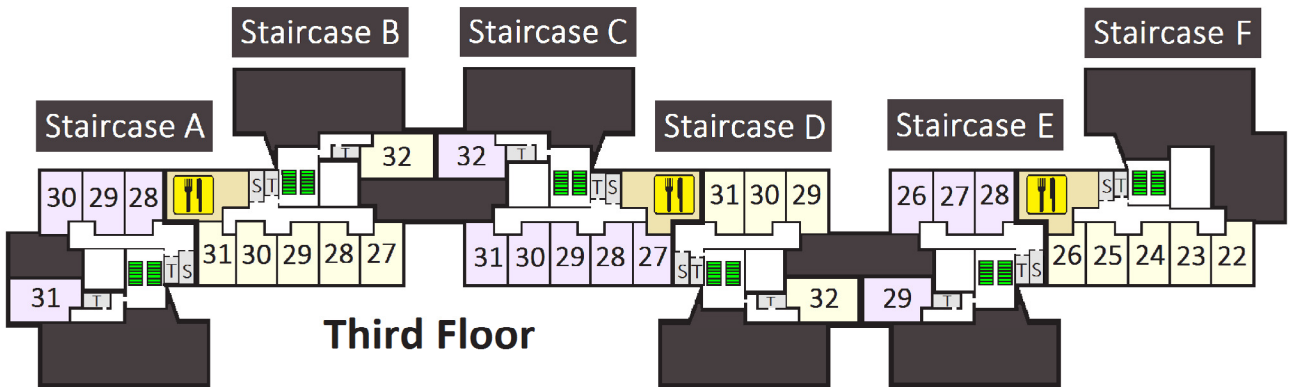 Staircase B
Staircase C
Staircase F
Staircase A
Staircase D
Staircase E
T
32
32
T
30
29
28
S
T
T
S
31
30
29
26
27
28
S
T
31
30
29
28
27
31
30
29
28
27
26
25
24
23
22
T
S
S
T
T
S
31
T
T
32
29
T
Third Floor